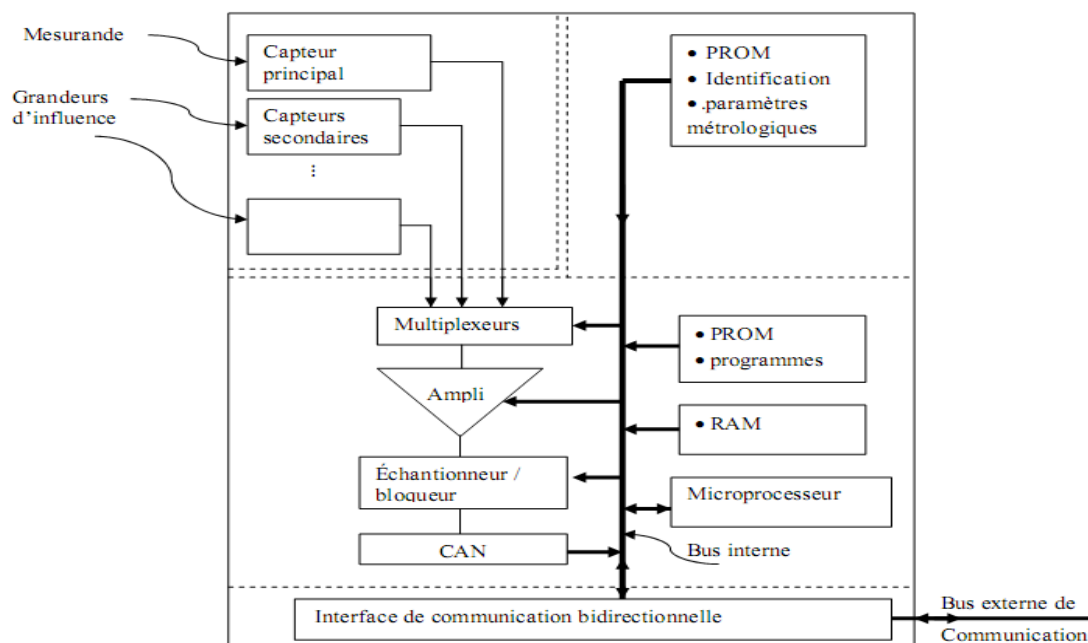 Mesurande
Grandeurs
d'influence
Capteur
principal
Capteurs
secondaires
...
• PROM
• Identification
• .paramètres
métrologiques
Multiplexeurs
Ampli
Échantionneur /
bloqueur
CAN
• PROM
• programmes
• RAM
Microprocesseur
Bus interne
Interface de communication bidirectionnelle
Bus externe de
Communication